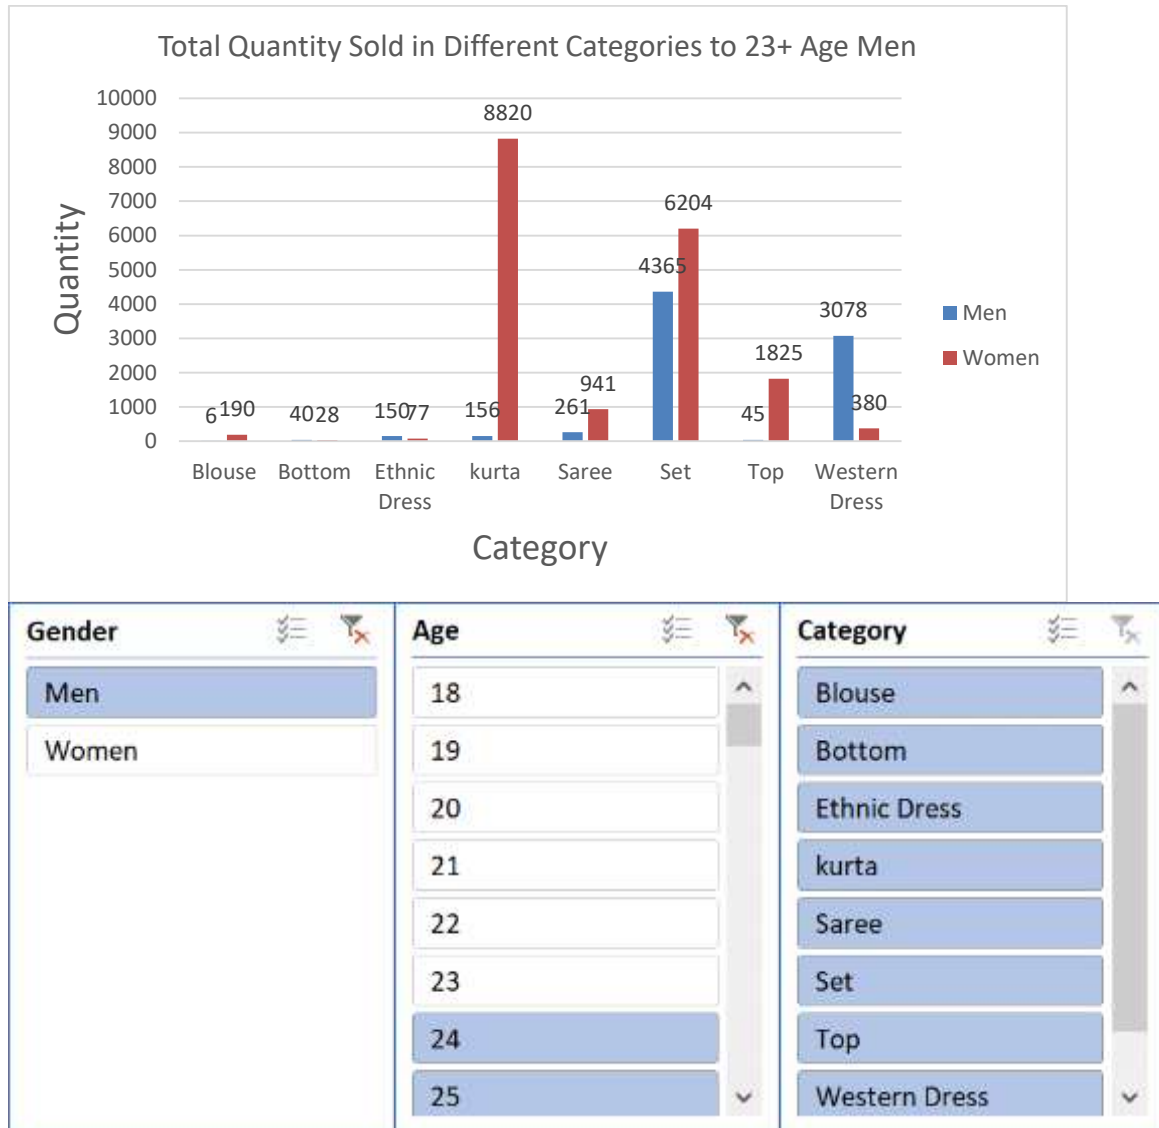 Total Quantity Sold in Different Categories to 23+ Age Men
Quantity
10000
9000
8000
7000
6000
5000
4000
3000
2000
1000
0
6
190
40
28
150
77
156
8820
261
941
4365
6204
45
1825
3078
380
Blouse
Bottom
Ethnic
Dress
kurta
Saree
Set
Top
Western
Dress
Category
Men
Women
Gender
Men
Women
Age
18
19
20
21
22
23
24
25
Category
Blouse
Bottom
Ethnic Dress
kurta
Saree
Set
Top
Western Dress